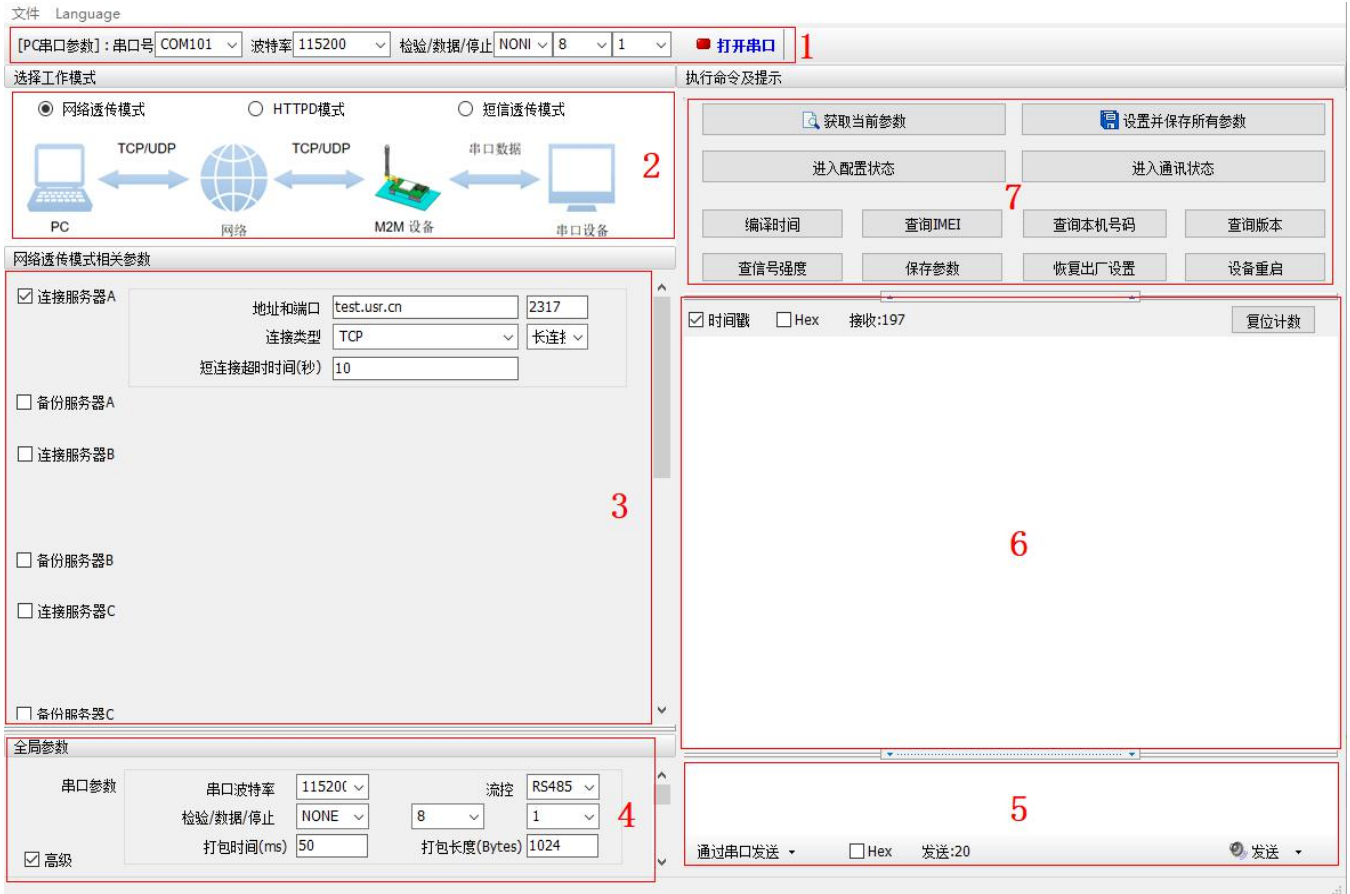 文件 Language
[PC串口参数]：串口号 COM101 波特率 115200 检验/数据/停止 NONI 8 1 打开串口 1
选择工作模式
网络透传模式 HTTPD模式 短信透传模式
TCP/UDP TCP/UDP 串口数据
2
PC 网络 M2M 设备 串口设备
网络透传模式相关参数
连接服务器A
地址和端口 test.usr.cn 2317
连接类型 TCP 长连接
短连接超时时间(秒) 10
备份服务器A
连接服务器B
3
备份服务器B
连接服务器C
备份服务器C
全局参数
串口参数 串口波特率 11520( 流控 RS485
检验/数据/停止 NONE 8 1 4
打包时间(ms) 50 打包长度(Bytes) 1024
高级
执行命令及提示
获取当前参数 设置并保存所有参数
进入配置状态 进入通讯状态
7
编译时间 查询IMEI 查询本机号码 查询版本
查信号强度 保存参数 恢复出厂设置 设备重启
时间戳 Hex 接收:197 复位计数
6
5
通过串口发送 Hex 发送:20 发送